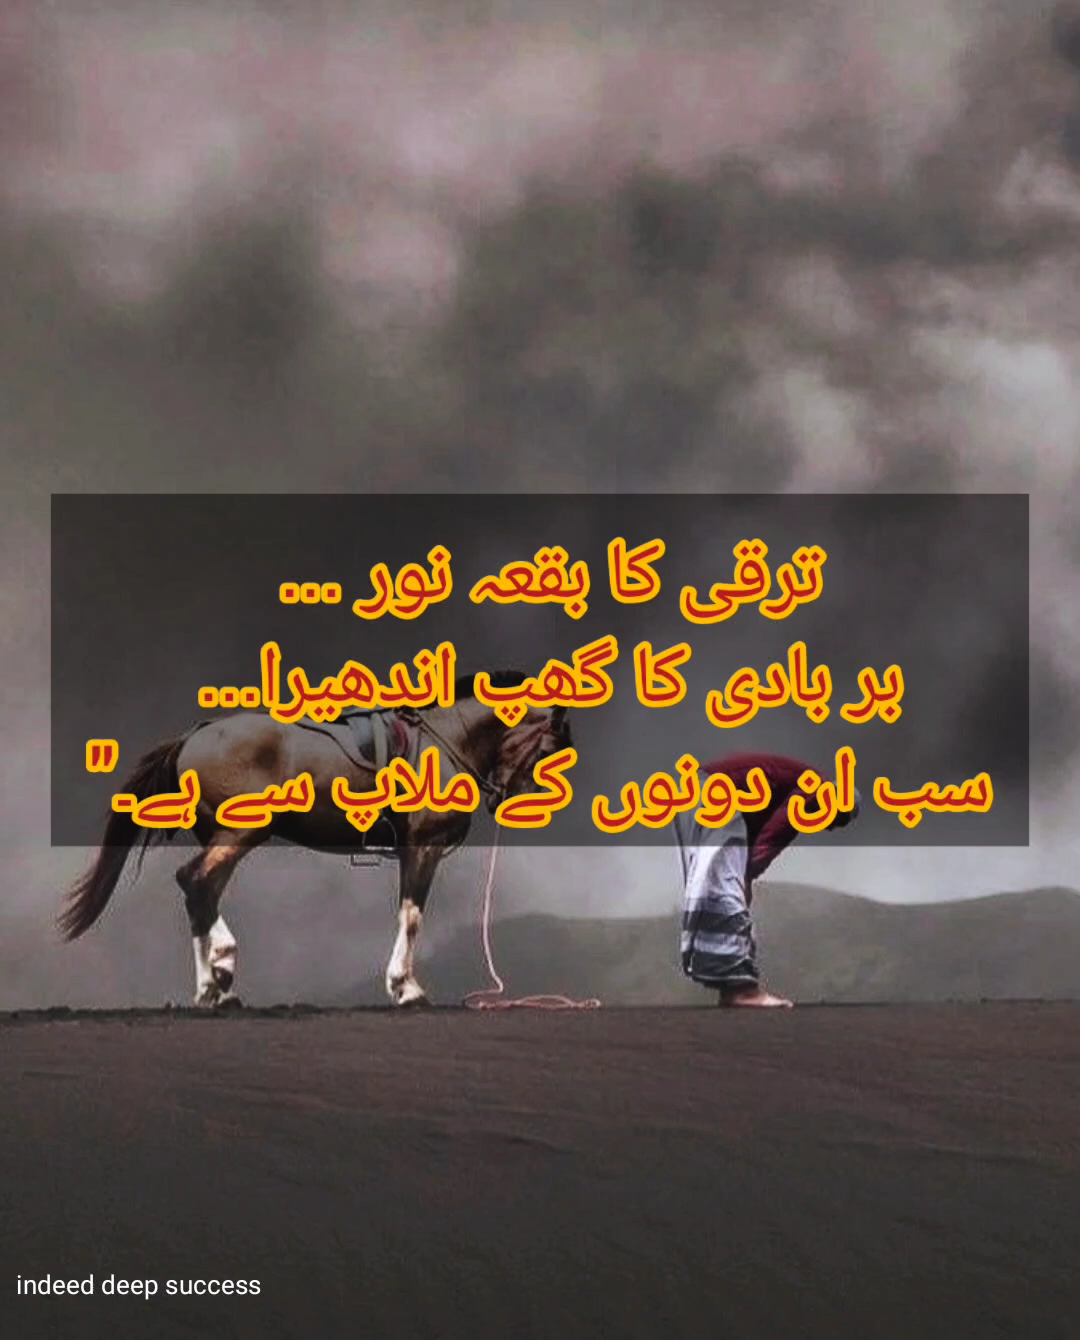 ترقی کا بقعہ نور ...
بر بادی کا گھپ اندھیرا...
سب ان دونوں کے ملاپ سے ہے۔"
indeed deep success